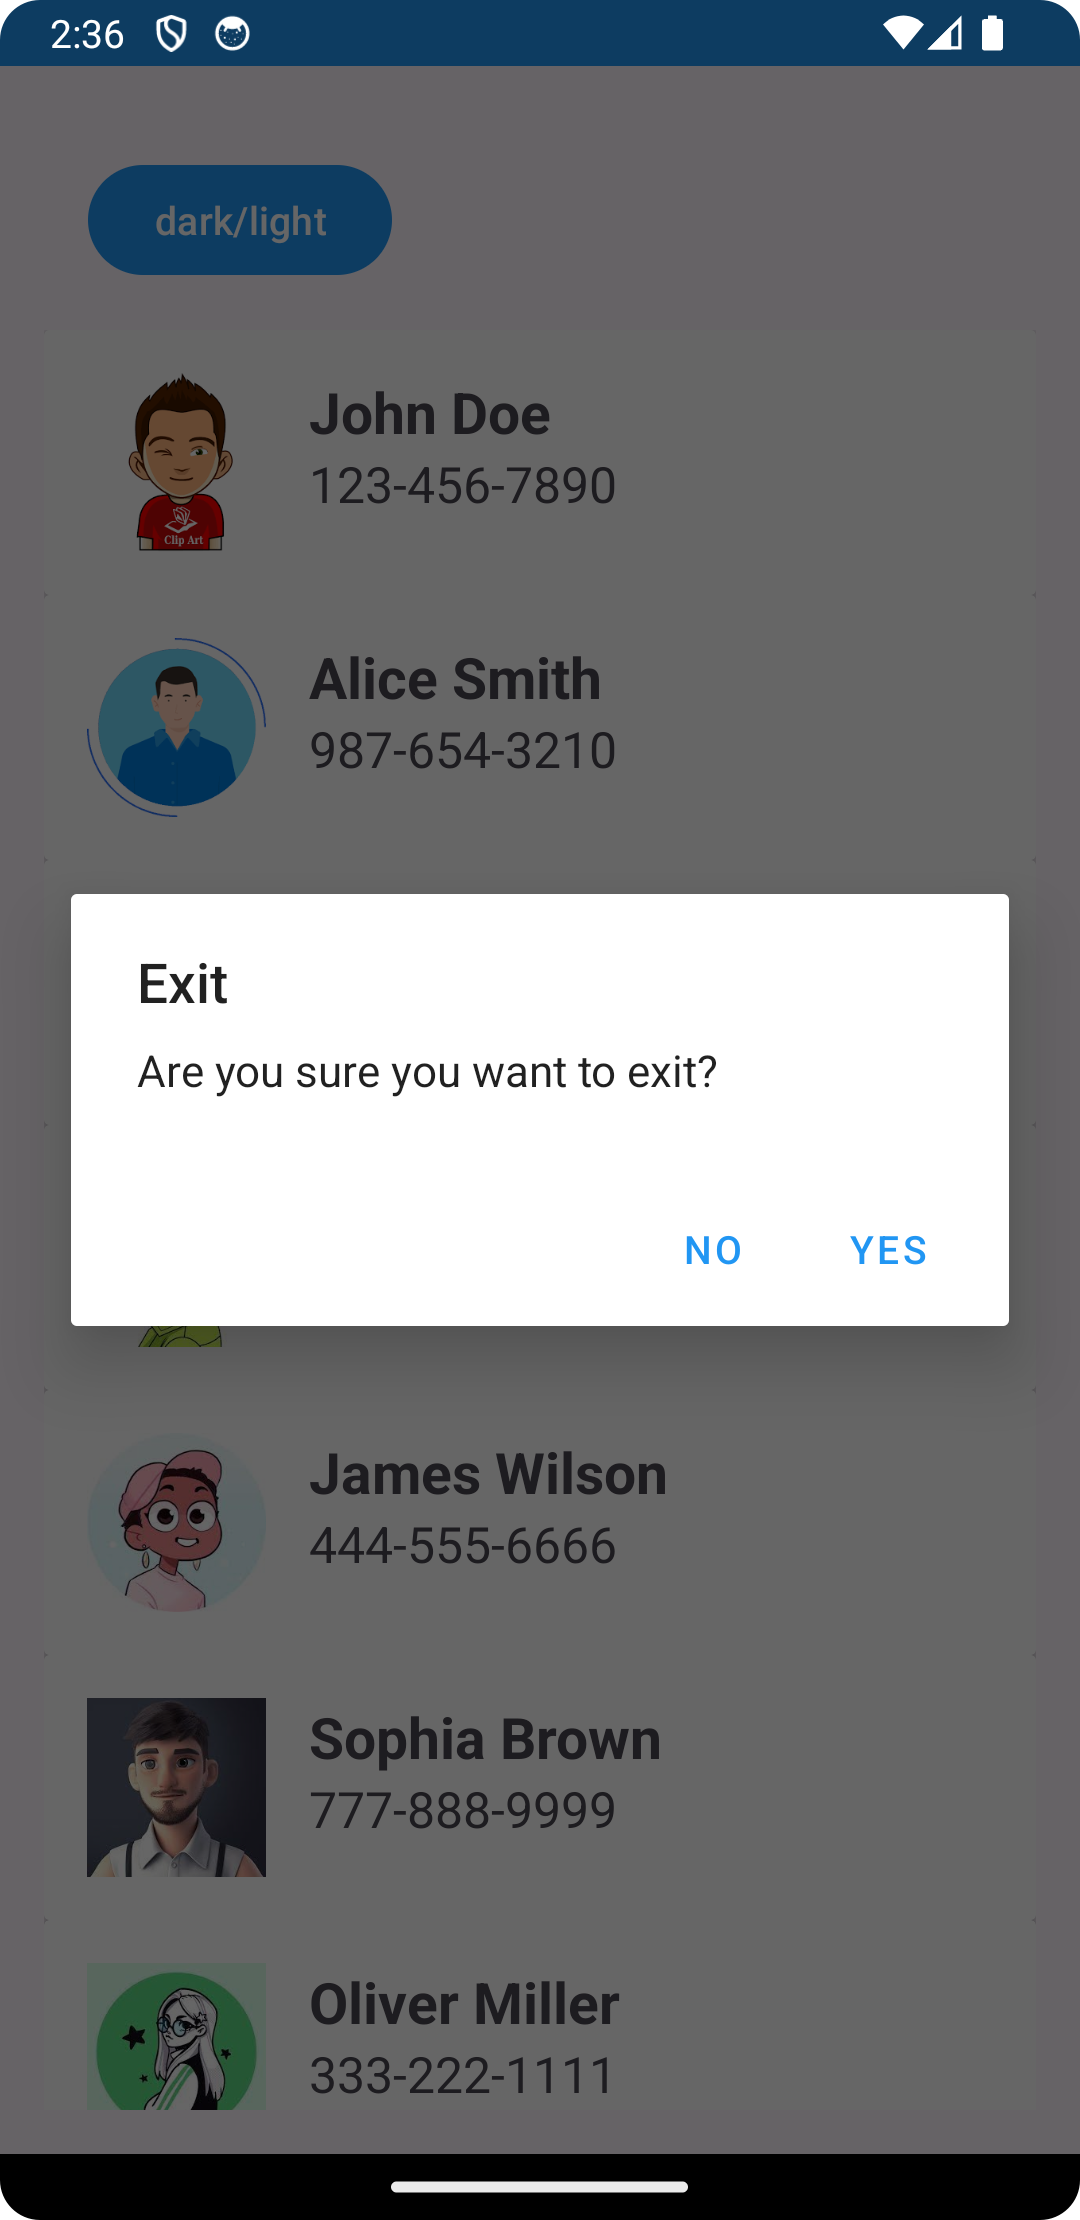 2:36
dark/light
John Doe
123-456-7890
Clip Art
Alice Smith
987-654-3210
Exit
Are you sure you want to exit?
NO YES
James Wilson
444-555-6666
Sophia Brown
777-888-9999
Oliver Miller
333-222-1111